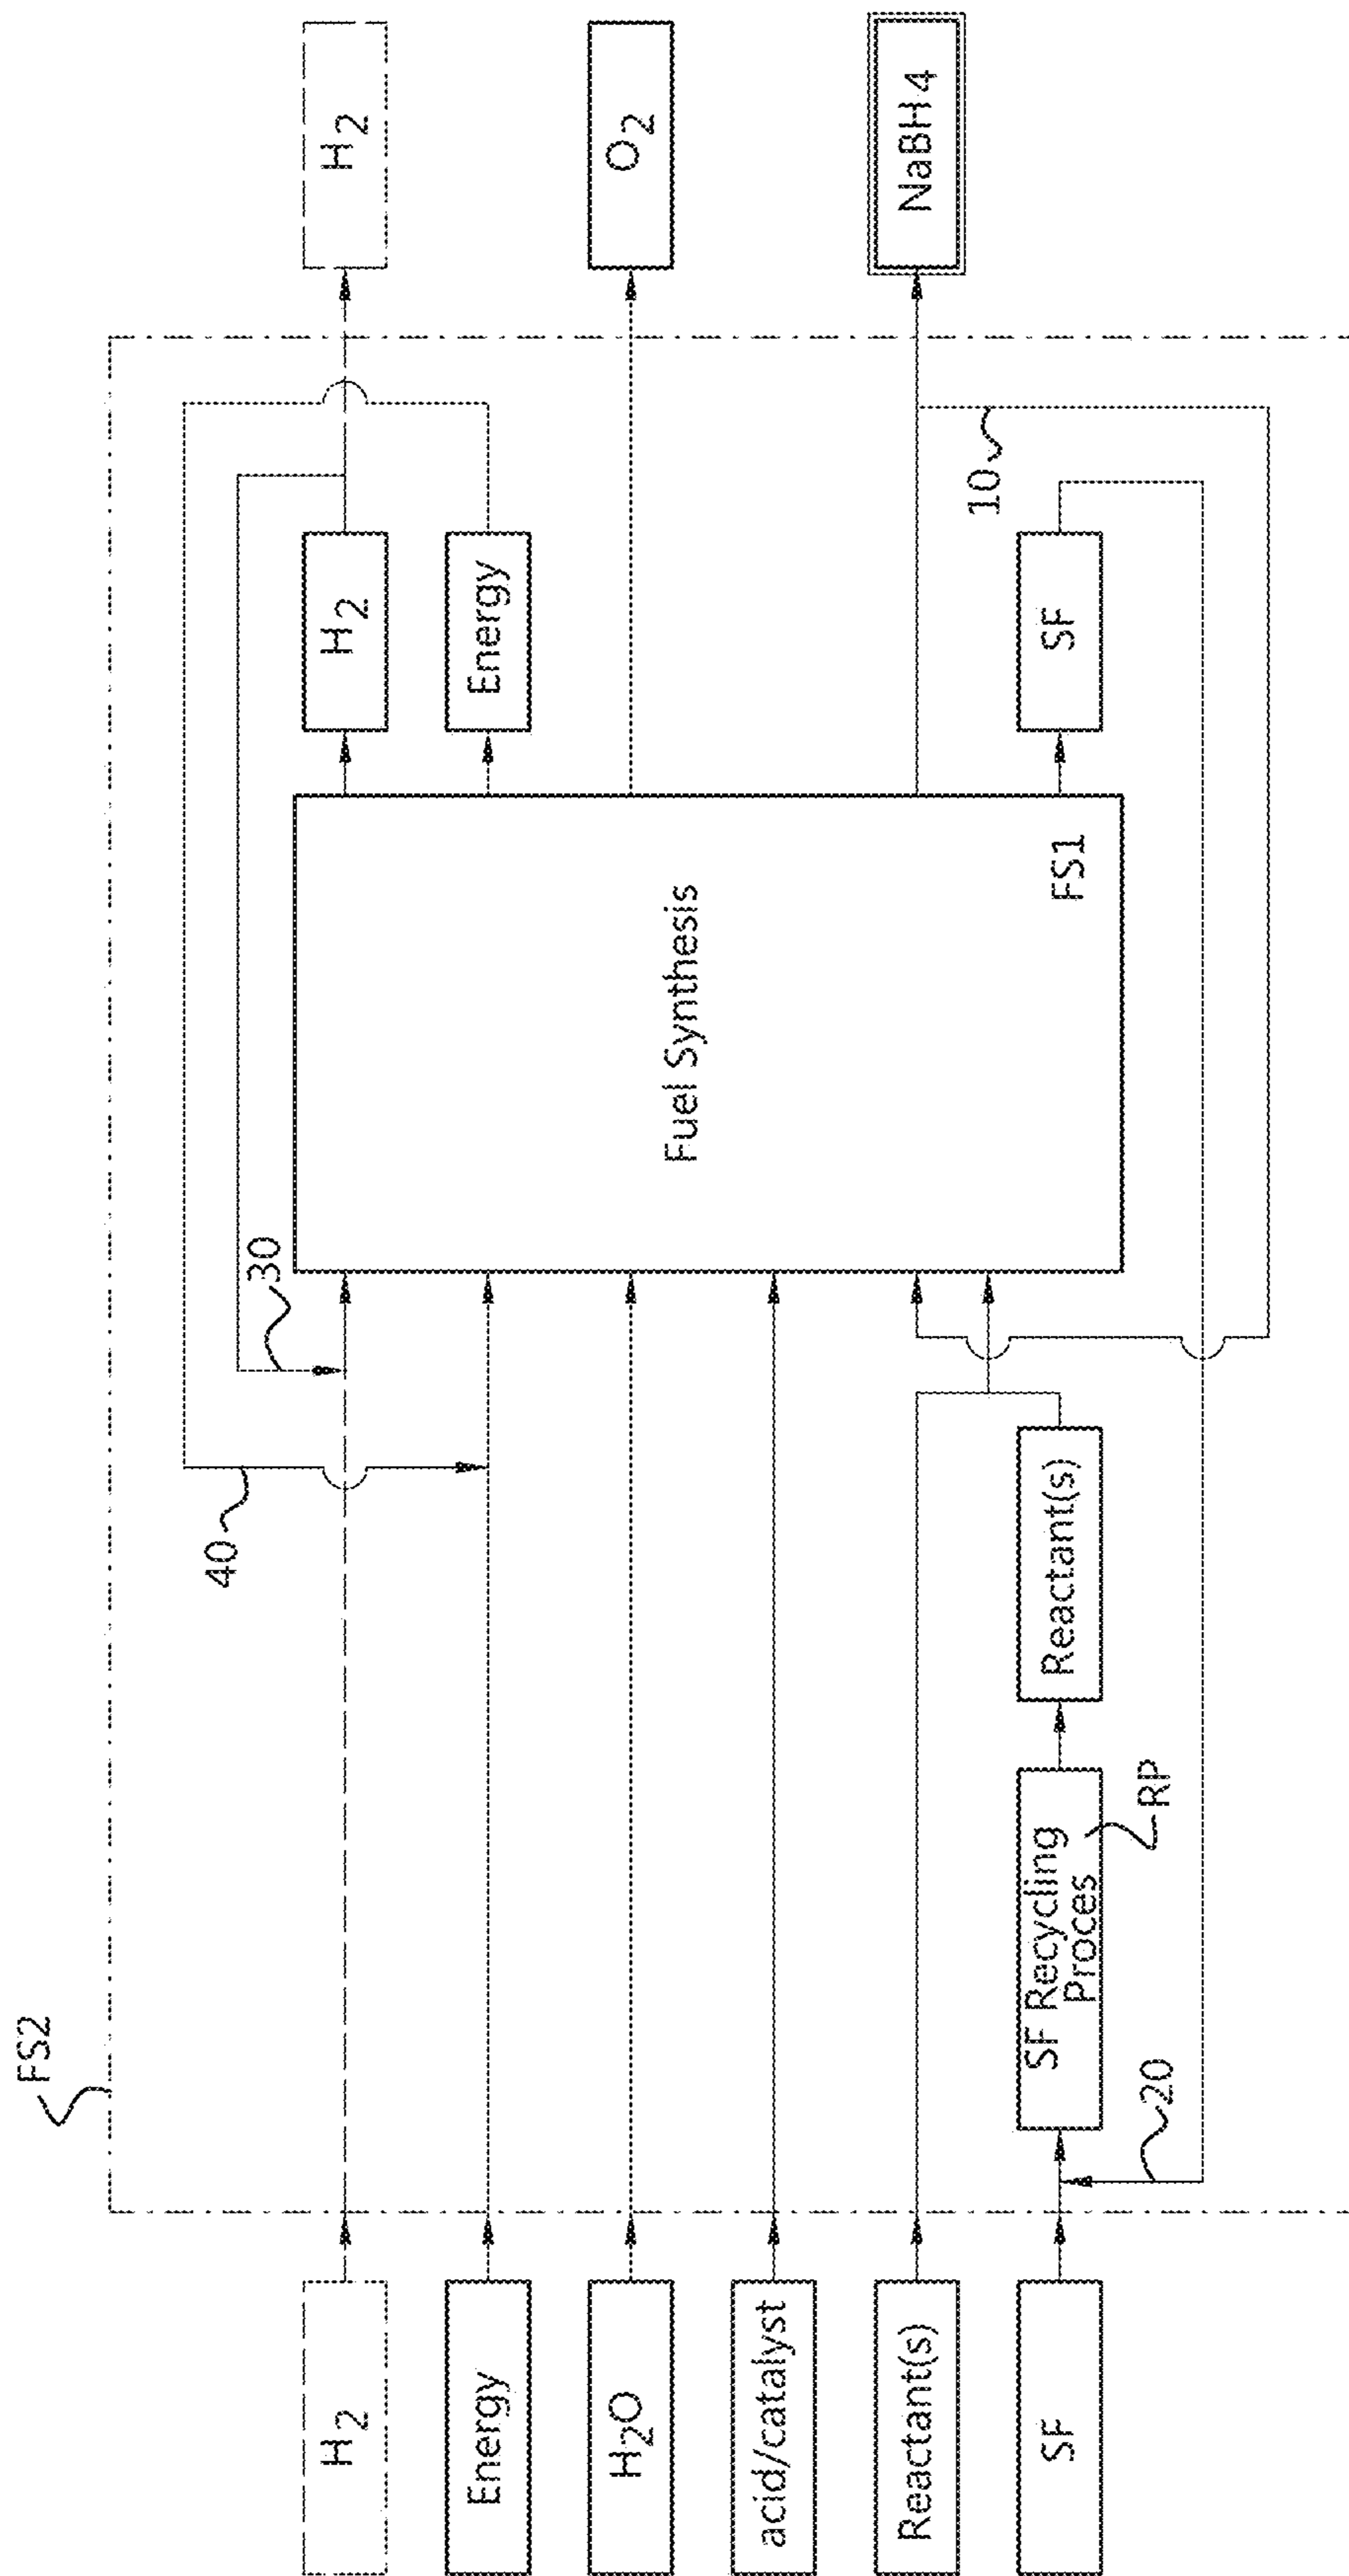 FS2
H2
Energy
H2O
acid/catalyst
Reactant(s)
SF
40
30
20
SF Recycling
Proces
RP
Reactant(s)
Fuel Synthesis
FS1
H2
Energy
SF
10
H2
O2
NaBH4